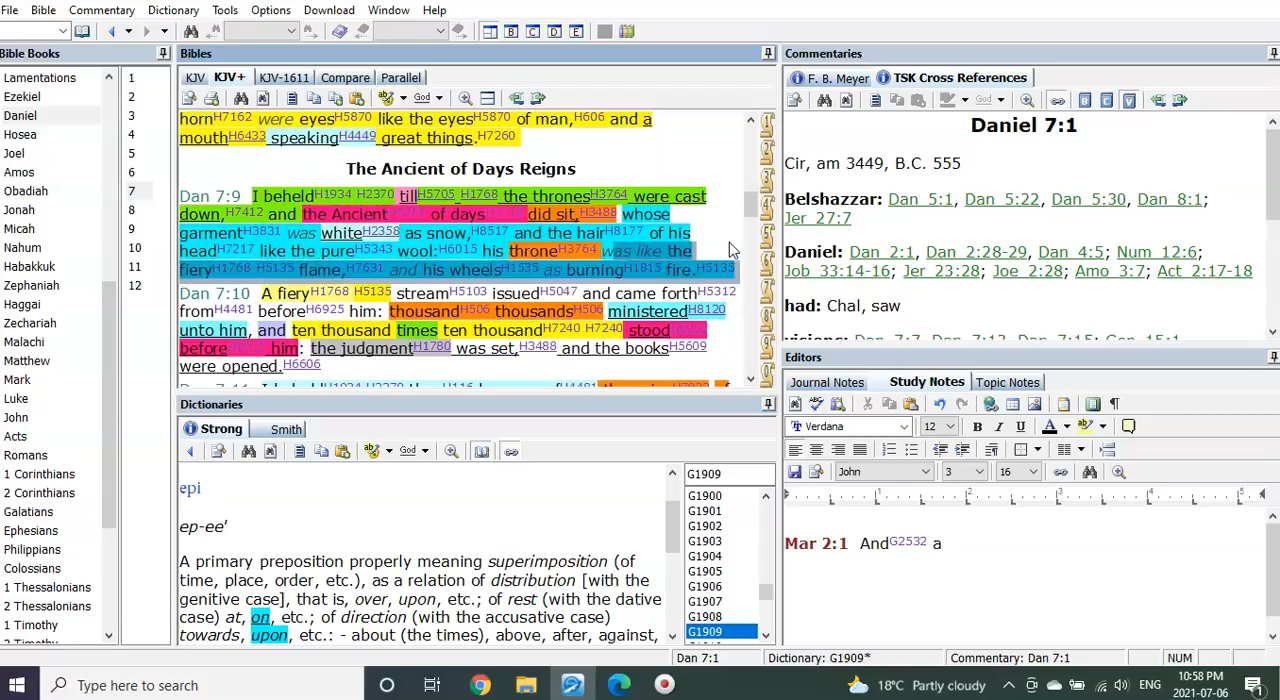 File Bible Commentary Dictionary Tools Options Download Window Help
Bible Books
Lamentations
Ezekiel
Daniel
Hosea
Joel
Amos
Obadiah
Jonah
Micah
Nahum
Habakkuk
Zephaniah
Haggai
Zechariah
Malachi
Matthew
Mark
Luke
John
Acts
Romans
1 Corinthians
2 Corinthians
Galatians
Ephesians
Philippians
Colossians
1 Thessalonians
2 Thessalonians
1 Timothy
1
2
3
4
5
6
7
8
9
10
11
12
Bibles
KJV KJV+ KJV-1611 Compare Parallel
God
hornH7162 were eyesH5870 like the eyesH5870 of man,H606 and a
mouthH6433 speakingH4449 great things.H7260
The Ancient of Days Reigns
Dan 7:9 I beheldH1934 H2370 tillH5705 H1768 the thronesH3764 were cast
down,H7412 and the Ancient of days did sit,H3488 whose
garmentH3831 was whiteH2358 as snow,H8517 and the hairH8177 of his
headH7217 like the pureH5343 wool:H6015 his throneH3764 was like the
fieryH1768 H5135 flame,H7631 and his wheelsH1535 as burningH1815 fire.H5135
Dan 7:10 A fieryH1768 H5135 streamH5103 issuedH5047 and came forthH5312
fromH4481 beforeH6925 him: thousandH506 thousandsH506 ministeredH8120
unto him, and ten thousand times ten thousandH7240 H7240 stood
before him: the judgmentH1780 was set,H3488 and the booksH5609
were opened.H6606
Dictionaries
Strong Smith
God
epi
ep-ee'
A primary preposition properly meaning superimposition (of
time, place, order, etc.), as a relation of distribution [with the
genitive case], that is, over, upon, etc.; of rest (with the dative
case) at, on, etc.; of direction (with the accusative case)
towards, upon, etc.: - about (the times), above, after, against,
G1909
G1900
G1901
G1902
G1903
G1904
G1905
G1906
G1907
G1908
G1909
Commentaries
F. B. Meyer TSK Cross References
God
Daniel 7:1
Cir, am 3449, B.C. 555
Belshazzar: Dan 5:1, Dan 5:22, Dan 5:30, Dan 8:1;
Jer 27:7
Daniel: Dan 2:1, Dan 2:28-29, Dan 4:5; Num 12:6;
Job 33:14-16; Jer 23:28; Joe 2:28; Amo 3:7; Act 2:17-18
had: Chal, saw
Editors
Journal Notes Study Notes Topic Notes
Verdana 12 B I U A
John 3 16
1 2 3 4 5
Mar 2:1 AndG2532 a
Dan 7:1 Dictionary: G1909* Commentary: Dan 7:1 NUM
Type here to search
18°C Partly cloudy ENG 10:58 PM
2021-07-06
1